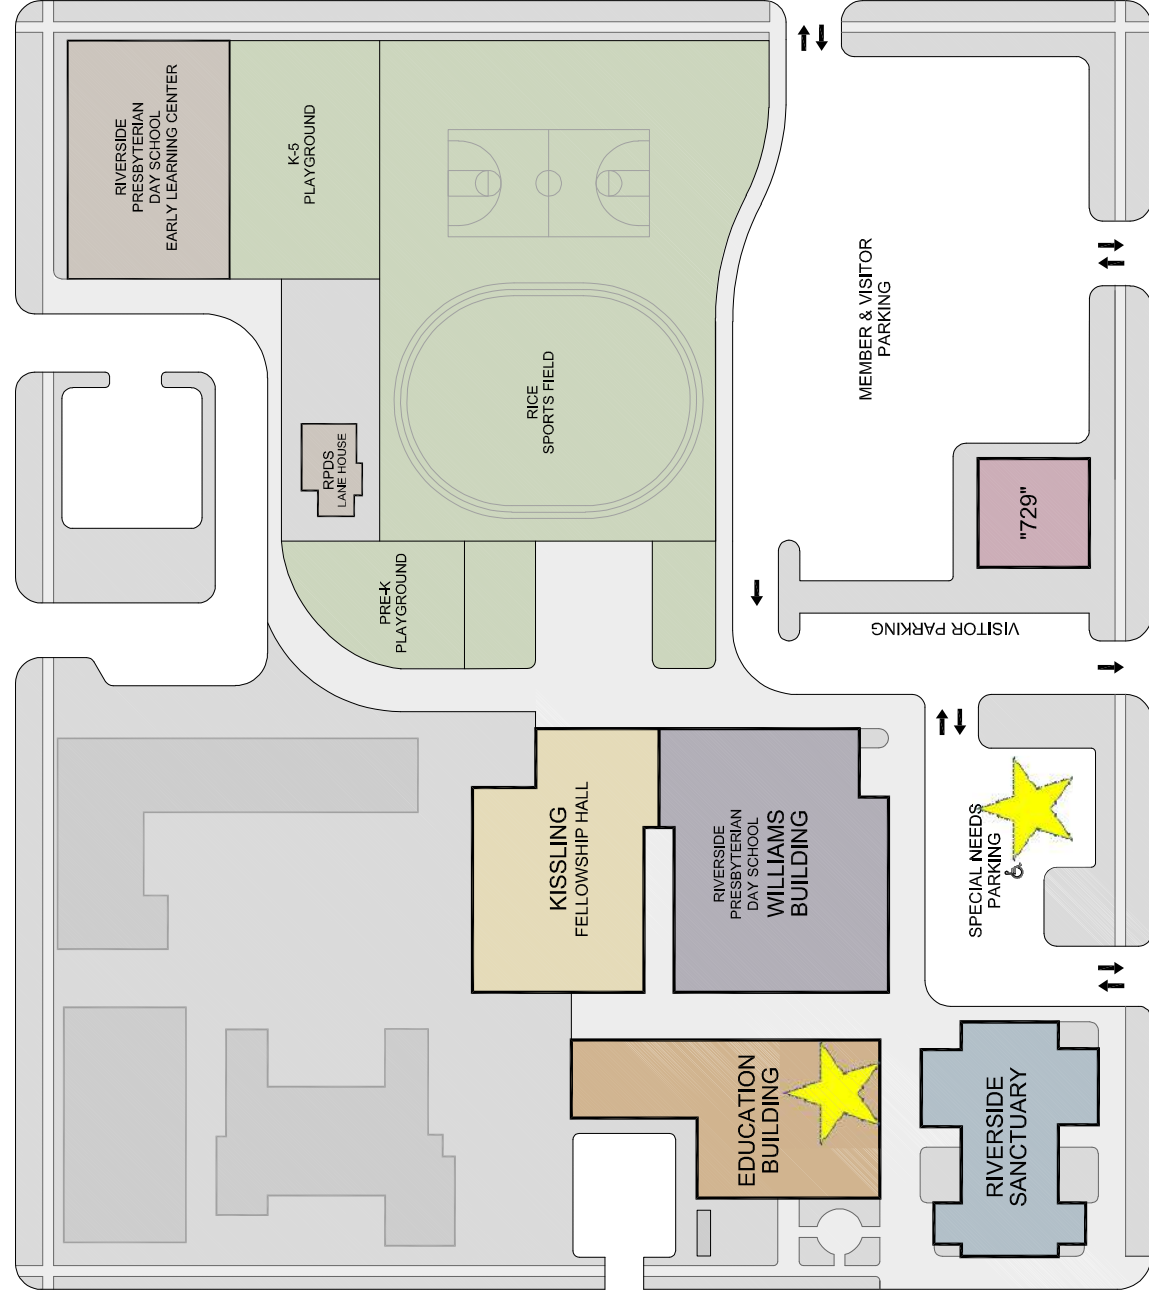 RIVERSIDE
PRESBYTERIAN
DAY SCHOOL
EARLY LEARNING CENTER
K-5
PLAYGROUND
MEMBER & VISITOR
PARKING
RICE
SPORTS FIELD
RPDS
LANE HOUSE
"729"
PRE-K
PLAYGROUND
VISITOR PARKING
KISSLING
FELLOWSHIP HALL
RIVERSIDE
PRESBYTERIAN
DAY SCHOOL
WILLIAMS
BUILDING
SPECIAL NEEDS
PARKING
EDUCATION
BUILDING
RIVERSIDE
SANCTUARY